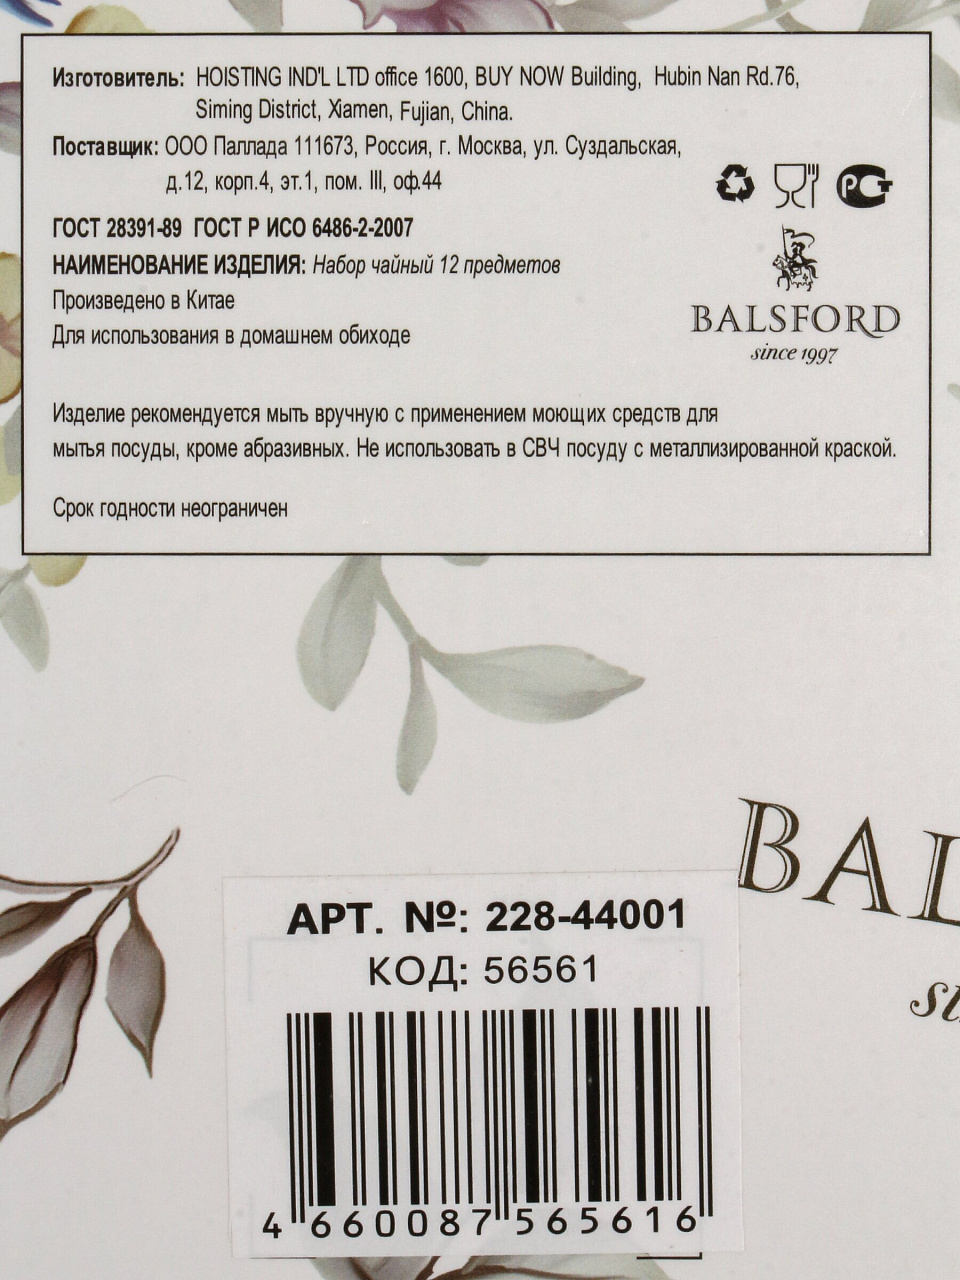 Изготовитель: HOISTING IND'L LTD office 1600, BUY NOW Building, Hubin Nan Rd.76,
Siming District, Xiamen, Fujian, China.
Поставщик: ООО Паллада 111673, Россия, г. Москва, ул. Суздальская,
д.12, корп.4, эт.1, пом. III, оф.44
ГОСТ 28391-89 ГОСТ Р ИСО 6486-2-2007
НАИМЕНОВАНИЕ ИЗДЕЛИЯ: Набор чайный 12 предметов
Произведено в Китае
Для использования в домашнем обиходе
РСТ
BALSFORD
since 1997
Изделие рекомендуется мыть вручную с применением моющих средств для
мытья посуды, кроме абразивных. Не использовать в СВЧ посуду с металлизированной краской.
Срок годности неограничен
BAL
si
АРТ. №: 228-44001
КОД: 56561
4 660087 565616